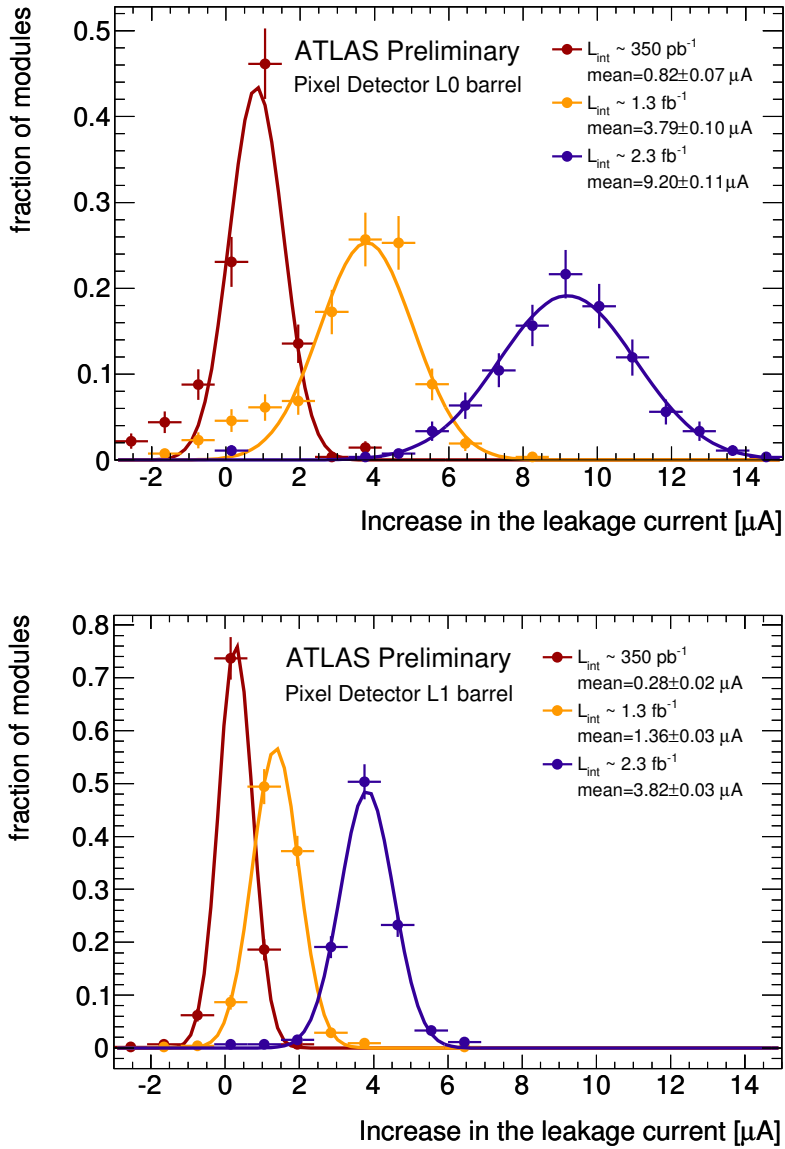 fraction of modules
0.5
0.4
0.3
0.2
0.1
0
ATLAS Preliminary
Pixel Detector L0 barrel
L_int ~ 350 pb⁻¹
mean=0.82±0.07 μA
L_int ~ 1.3 fb⁻¹
mean=3.79±0.10 μA
L_int ~ 2.3 fb⁻¹
mean=9.20±0.11 μA
-2 0 2 4 6 8 10 12 14
Increase in the leakage current [μA]
fraction of modules
0.8
0.7
0.6
0.5
0.4
0.3
0.2
0.1
0
ATLAS Preliminary
Pixel Detector L1 barrel
L_int ~ 350 pb⁻¹
mean=0.28±0.02 μA
L_int ~ 1.3 fb⁻¹
mean=1.36±0.03 μA
L_int ~ 2.3 fb⁻¹
mean=3.82±0.03 μA
-2 0 2 4 6 8 10 12 14
Increase in the leakage current [μA]